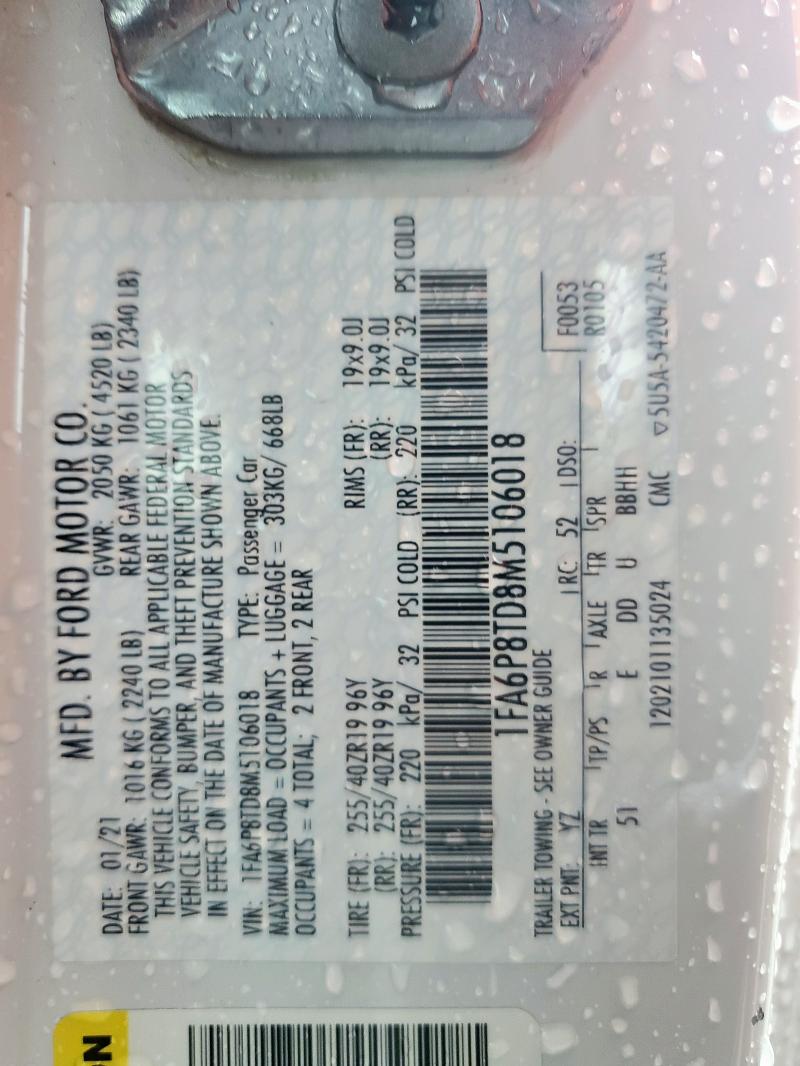 MFD. BY FORD MOTOR CO.
DATE: 01/21 GVWR: 2050 KG ( 4520 LB)
FRONT GAWR: 1016 KG ( 2240 LB) REAR GAWR: 1061 KG ( 2340 LB)
THIS VEHICLE CONFORMS TO ALL APPLICABLE FEDERAL MOTOR
VEHICLE SAFETY, BUMPER, AND THEFT PREVENTION STANDARDS
IN EFFECT ON THE DATE OF MANUFACTURE SHOWN ABOVE.
VIN: 1FA6P8TD8M5106018 TYPE: Passenger Car
MAXIMUM LOAD = OCCUPANTS + LUGGAGE = 303KG/ 668LB
OCCUPANTS = 4 TOTAL; 2 FRONT, 2 REAR
TIRE (FR): 255/40ZR19 96Y RIMS (FR): 19x9.0J
(RR): 255/40ZR19 96Y (RR): 19x9.0J
PRESSURE (FR): 220 kPa/ 32 PSI COLD (RR): 220 kPa/ 32 PSI COLD
1FA6P8TD8M5106018
TRAILER TOWING - SEE OWNER GUIDE
EXT PNT: YZ RC: 52 DSO: F0053
INT TR TP/PS R AXLE TR SPR R0105
51 E DD U BBHH
1202101135024 CMC ▽5U5A-5420472-AA
ON